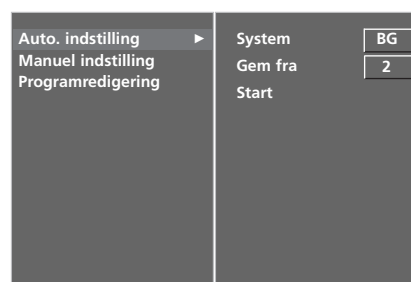 Auto. indstilling ►
Manuel indstilling
Programredigering
System BG
Gem fra 2
Start